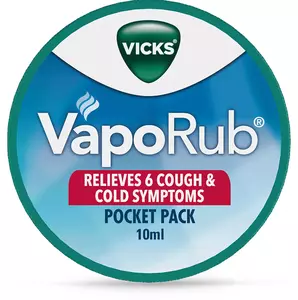 VICKS
VapoRub®
RELIEVES 6 COUGH &
COLD SYMPTOMS
POCKET PACK
10ml